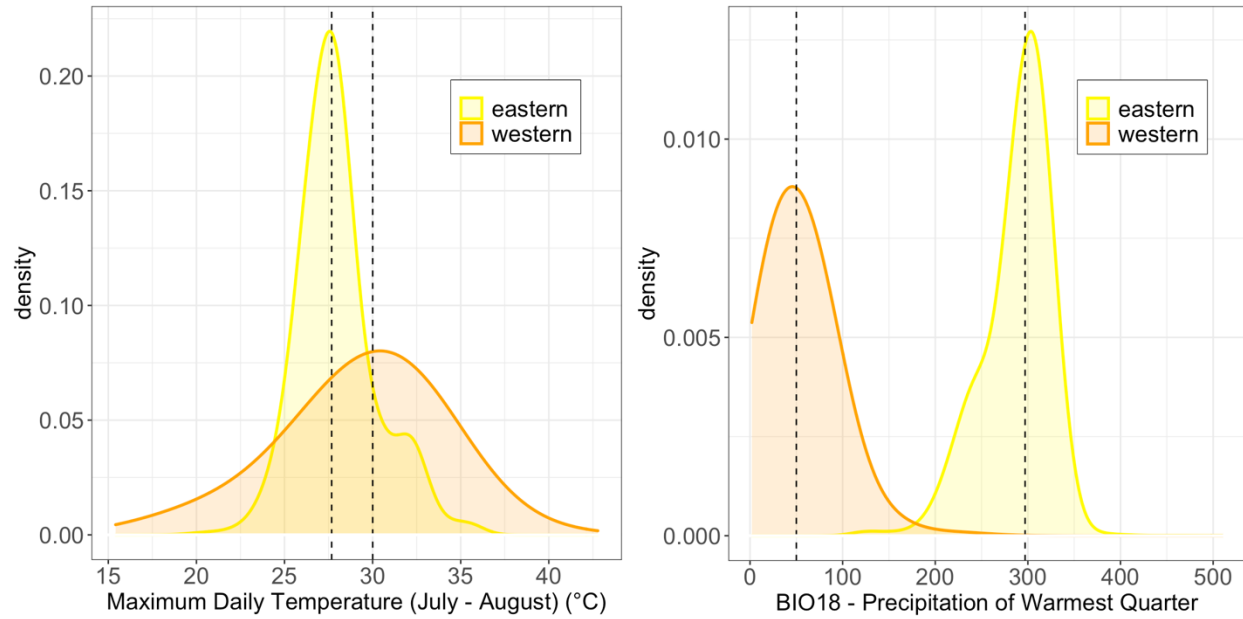 0.20
0.15
0.10
0.05
0.00
density
eastern
western
15 20 25 30 35 40
Maximum Daily Temperature (July - August) (°C)
0.010
0.005
0.000
density
eastern
western
0 100 200 300 400 500
BIO18 - Precipitation of Warmest Quarter